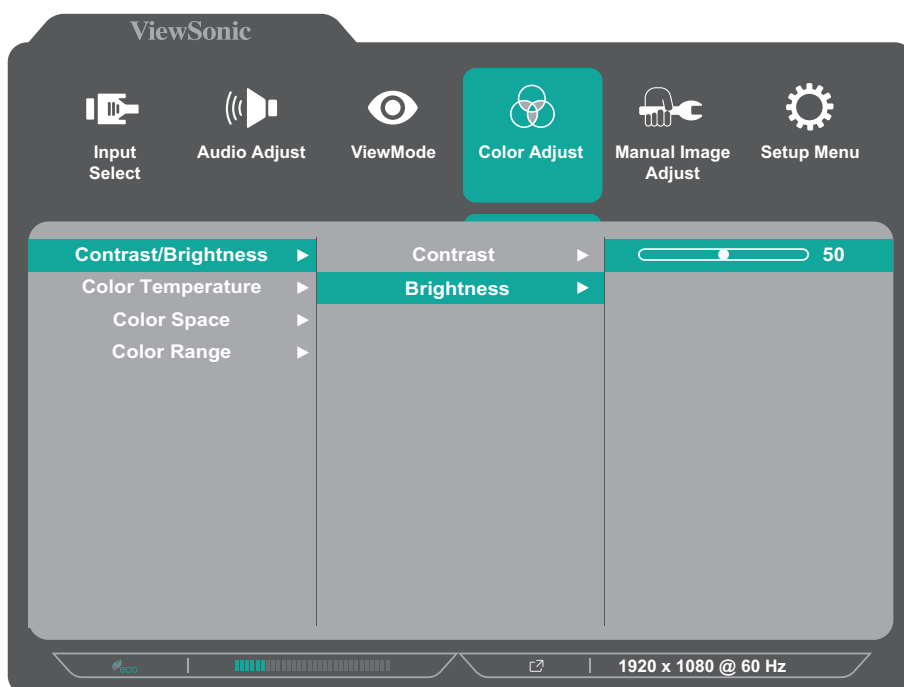 ViewSonic
Input Select
Audio Adjust
ViewMode
Color Adjust
Manual Image Adjust
Setup Menu
Contrast/Brightness
Contrast
50
Color Temperature
Brightness
Color Space
Color Range
eco
1920 x 1080 @ 60 Hz